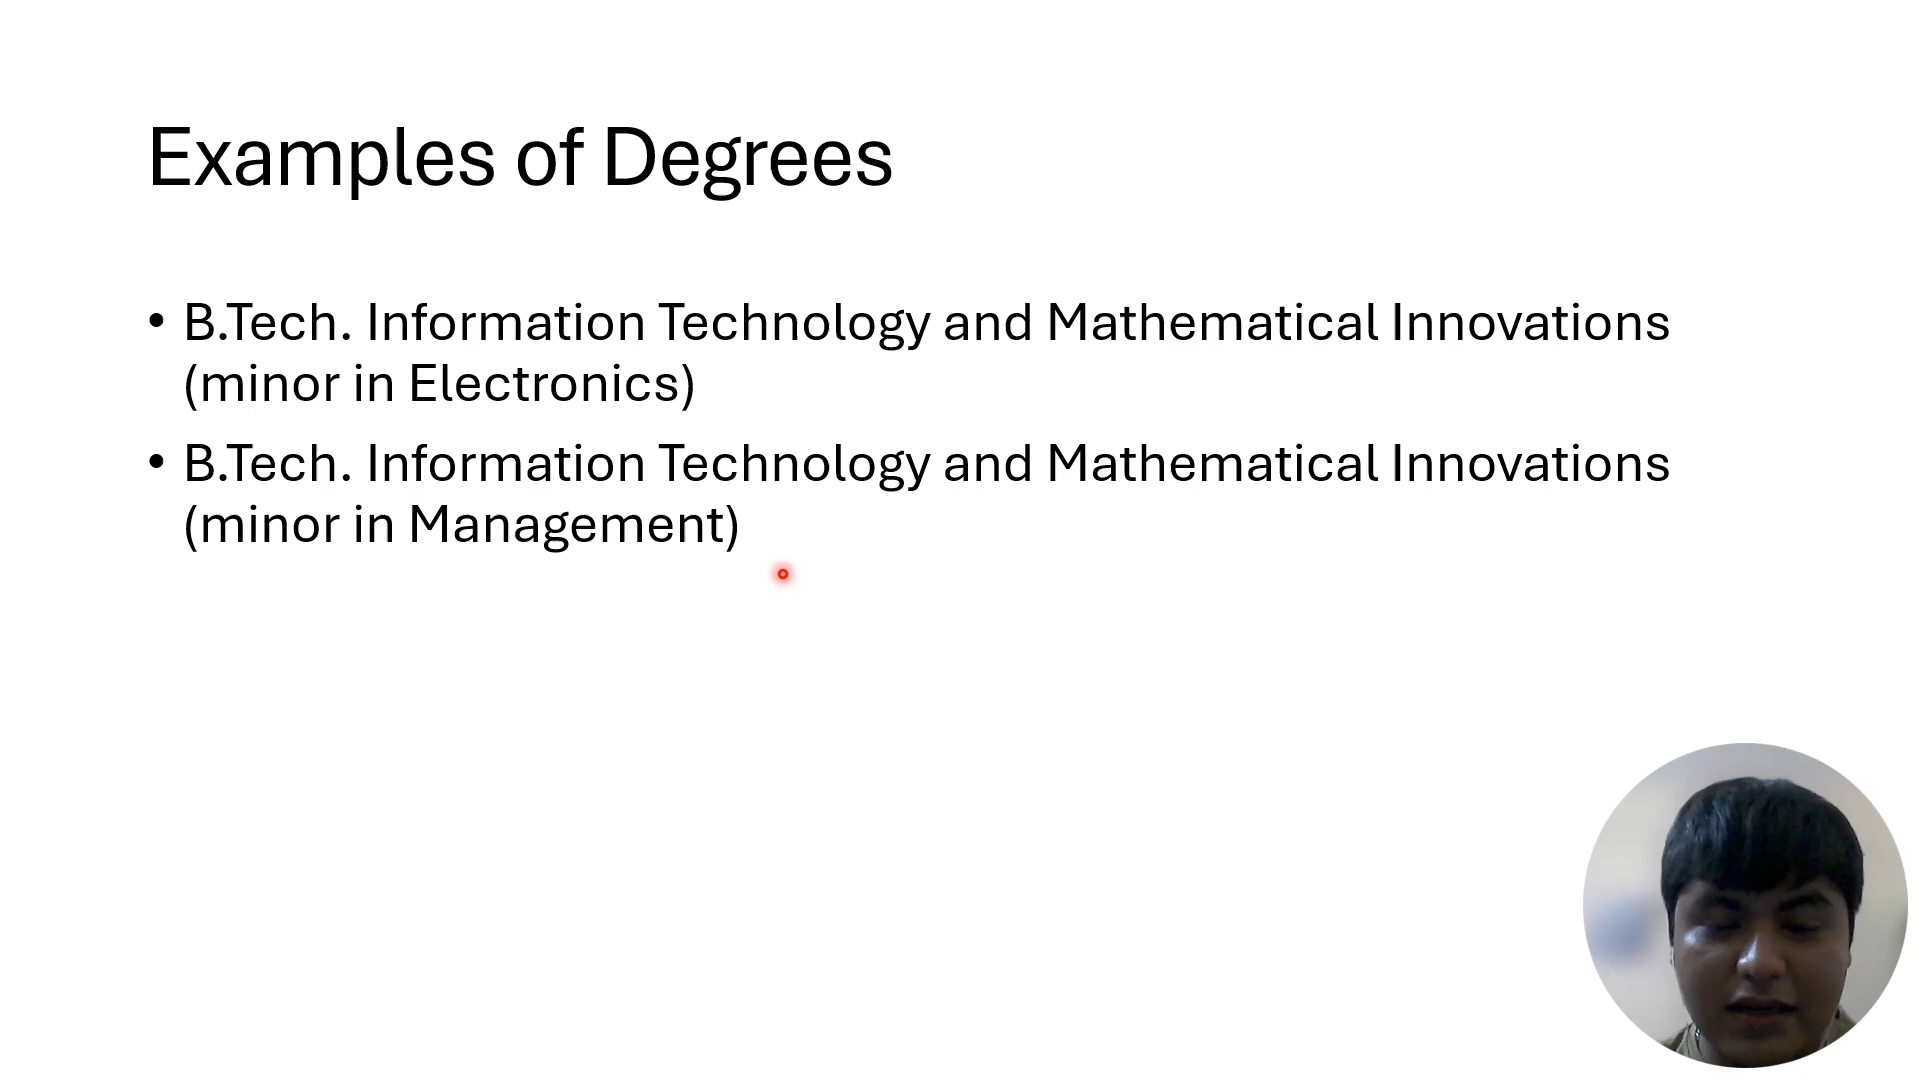 Examples of Degrees
• B.Tech. Information Technology and Mathematical Innovations
(minor in Electronics)
• B.Tech. Information Technology and Mathematical Innovations
(minor in Management)